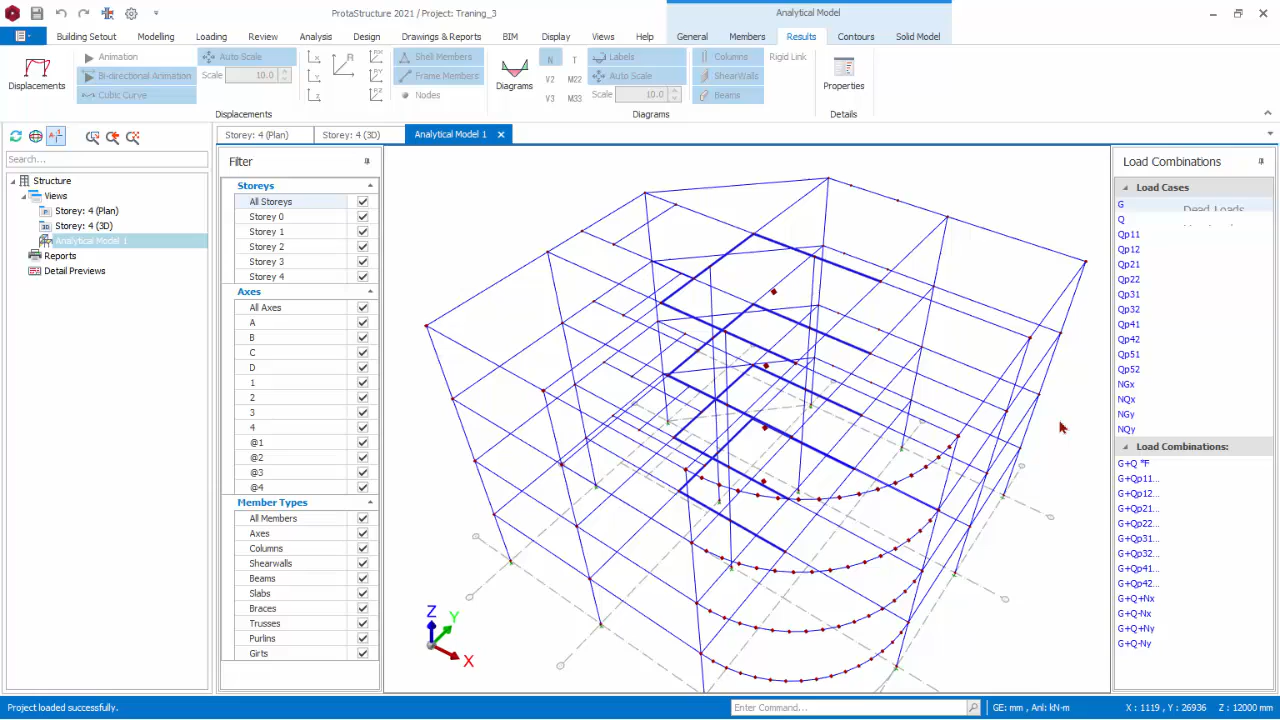 ProtaStructure 2021 / Project: Traning_3
Analytical Model
Building Setout Modelling Loading Review Analysis Design Drawings & Reports BIM Display Views Help General Members Results Contours Solid Model
Displacements
Animation
Bi-directional Animation
Cubic Curve
Auto Scale
Scale 10.0
X
Y
Z
RX
RY
RZ
Shell Members
Frame Members
Nodes
Displacements
Diagrams
N T
V2 M22
V3 M33
Labels
Auto Scale
Scale 10.0
Columns
ShearWalls
Beams
Rigid Link
Diagrams
Properties
Details
Storey: 4 (Plan)
Storey: 4 (3D)
Analytical Model 1
Search...
Structure
Views
Storey: 4 (Plan)
Storey: 4 (3D)
Analytical Model 1
Reports
Detail Previews
Filter
Storeys
All Storeys
Storey 0
Storey 1
Storey 2
Storey 3
Storey 4
Axes
All Axes
A
B
C
D
1
2
3
4
@1
@2
@3
@4
Member Types
All Members
Axes
Columns
Shearwalls
Beams
Slabs
Braces
Trusses
Purlins
Girts
Z
Y
X
Load Combinations
Load Cases
G Dead Loads
Q
Qp11
Qp12
Qp21
Qp22
Qp31
Qp32
Qp41
Qp42
Qp51
Qp52
NGx
NQx
NGy
NQy
Load Combinations:
G+Q *F
G+Qp11...
G+Qp12...
G+Qp21...
G+Qp22...
G+Qp31...
G+Qp32...
G+Qp41...
G+Qp42...
G+Q+Nx
G+Q-Nx
G+Q+Ny
G+Q-Ny
Project loaded successfully.
Enter Command...
GE: mm, Anl: kN-m
X : 1119 , Y : 26936 Z : 12000 mm